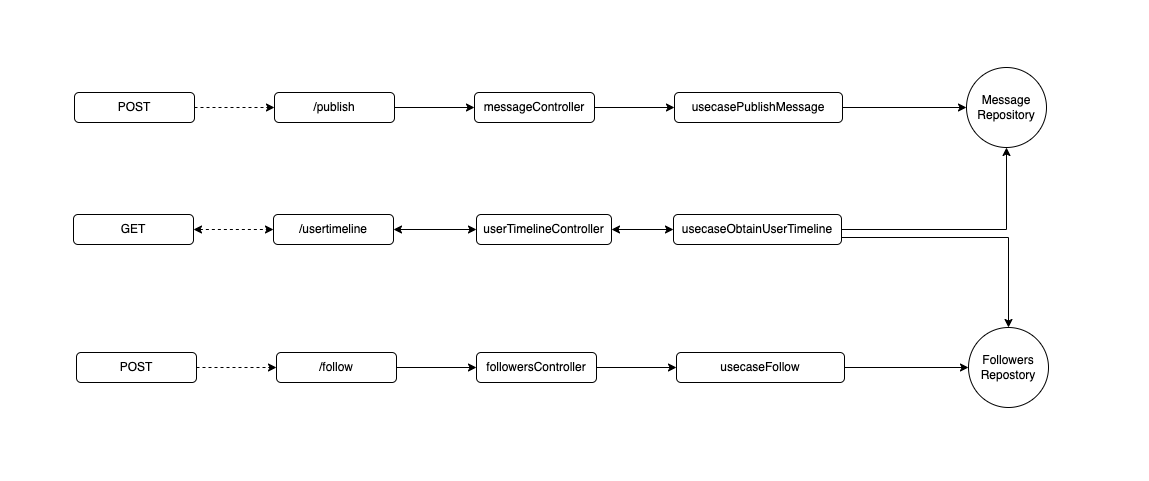 POST
/publish
messageController
usecasePublishMessage
Message
Repository
GET
/usertimeline
userTimelineController
usecaseObtainUserTimeline
POST
/follow
followersController
usecaseFollow
Followers
Repostory